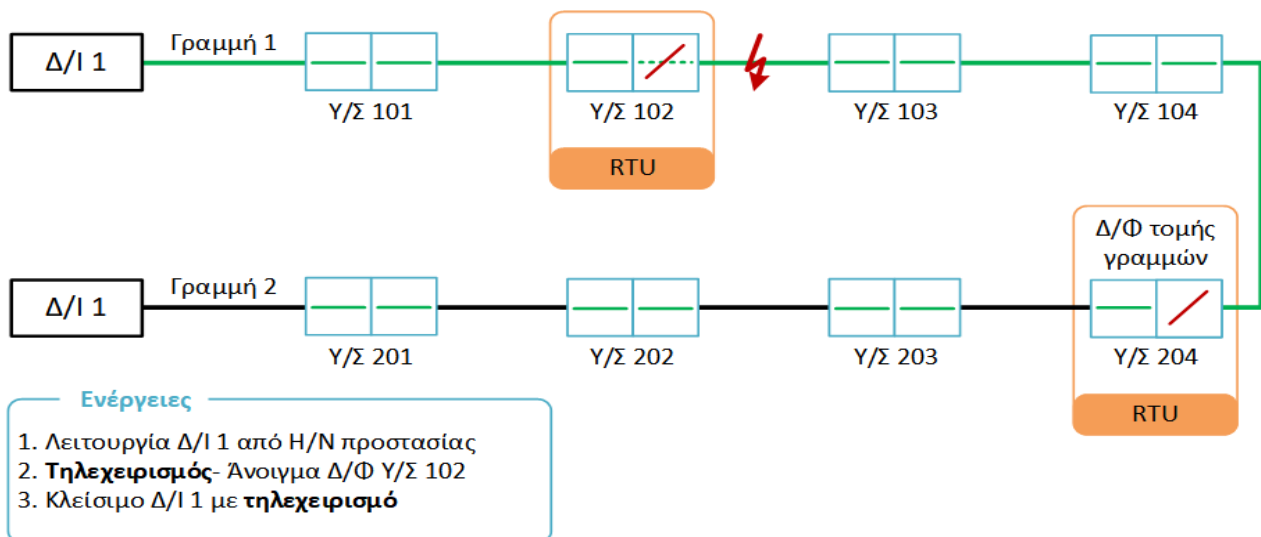 Δ/Ι 1
Γραμμή 1
Υ/Σ 101
Υ/Σ 102
Υ/Σ 103
Υ/Σ 104
RTU
Δ/Φ τομής
γραμμών
Δ/Ι 1
Γραμμή 2
Υ/Σ 201
Υ/Σ 202
Υ/Σ 203
Υ/Σ 204
RTU
Ενέργειες
1. Λειτουργία Δ/Ι 1 από Η/Ν προστασίας
2. Τηλεχειρισμός- Άνοιγμα Δ/Φ Υ/Σ 102
3. Κλείσιμο Δ/Ι 1 με τηλεχειρισμό